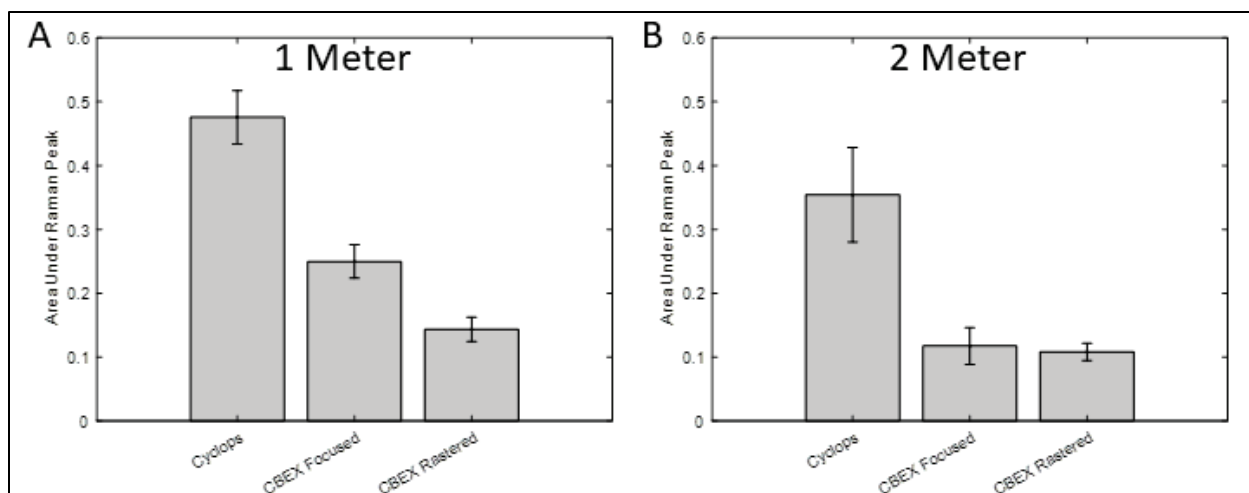 A
1 Meter
0.6
0.5
0.4
0.3
0.2
0.1
0
Area Under Raman Peak
Cyclops
CBEX Focused
CBEX Rastered
B
2 Meter
0.6
0.5
0.4
0.3
0.2
0.1
0
Area Under Raman Peak
Cyclops
CBEX Focused
CBEX Rastered